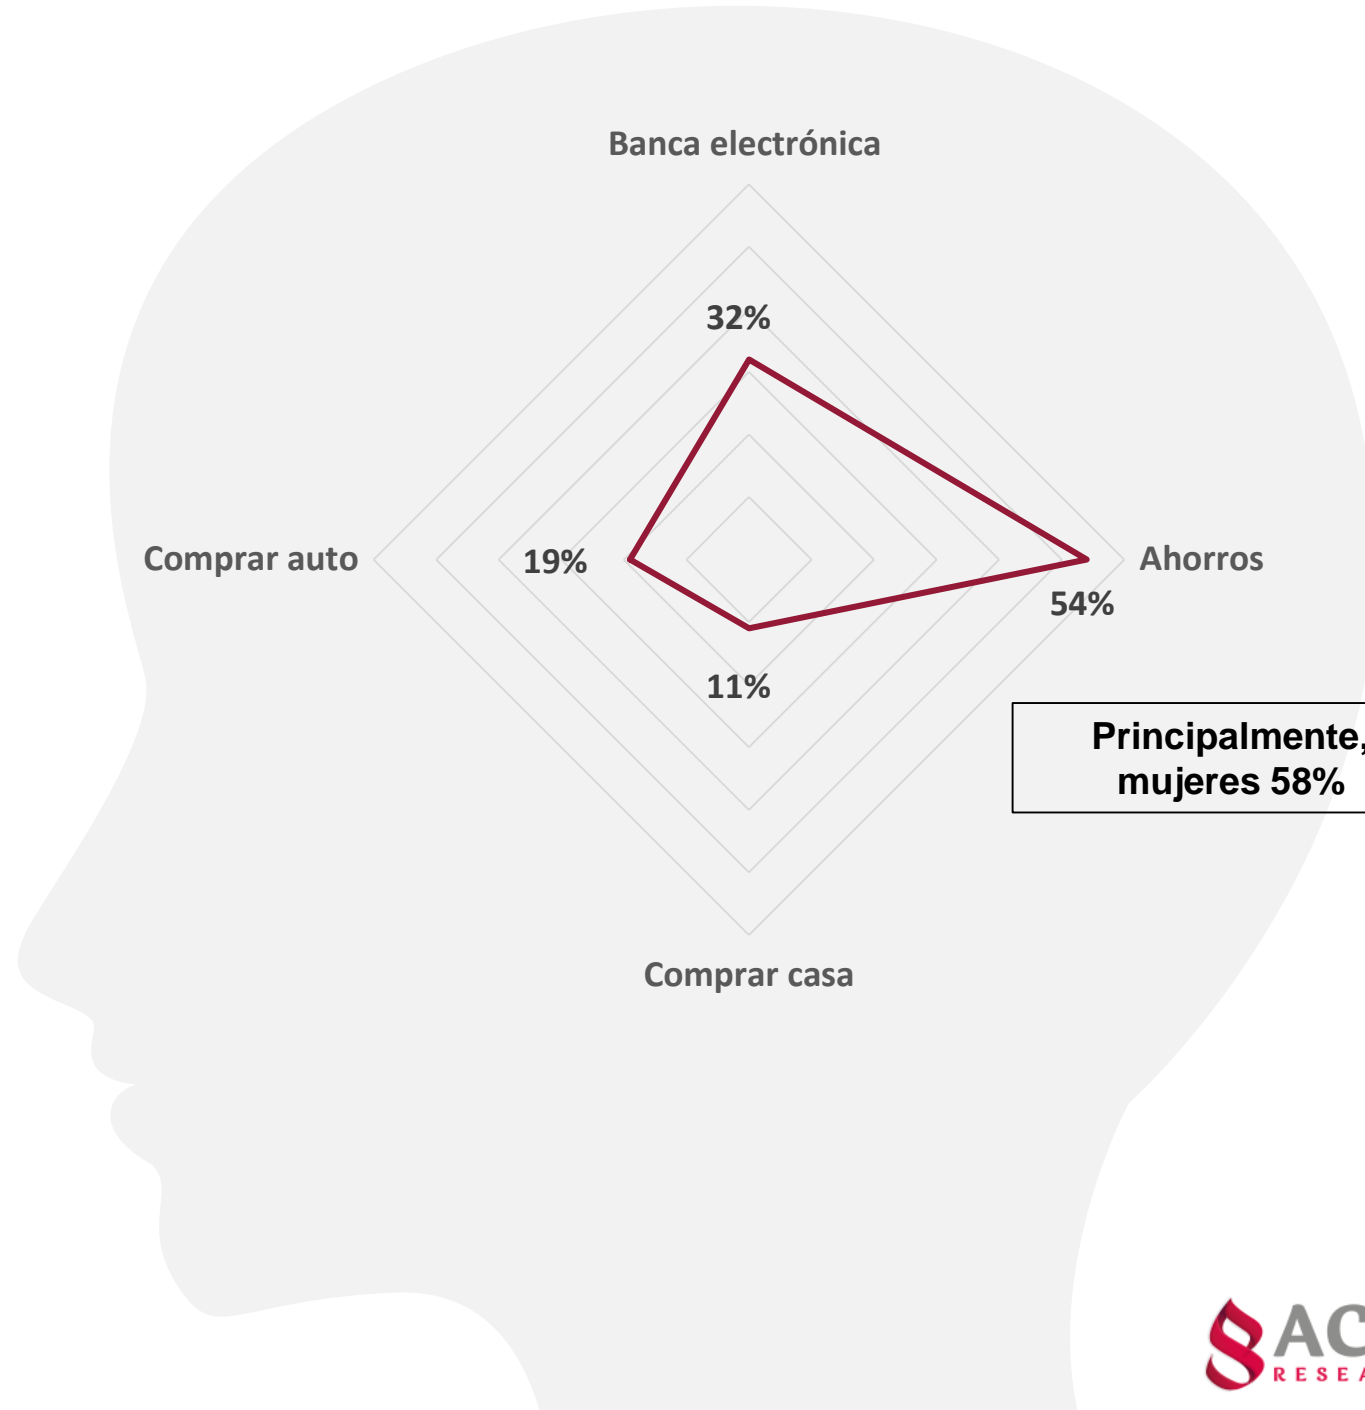 Banca electrónica
32%
Comprar auto
19%
Ahorros
54%
11%
Principalmente,
mujeres 58%
Comprar casa
AC
RESEA